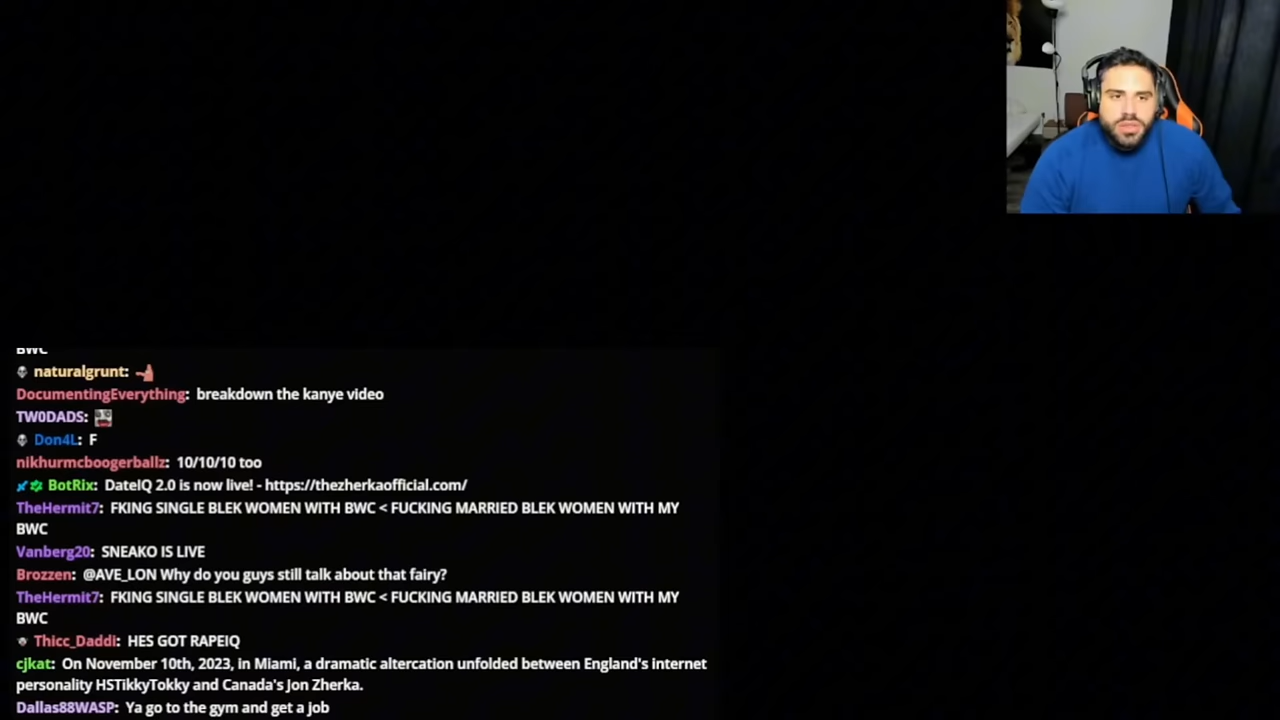 BWC
naturalgrunt:
DocumentingEverything: breakdown the kanye video
TW0DADS:
Don4L: F
nikhurmcboogerballz: 10/10/10 too
BotRix: DateIQ 2.0 is now live! - https://thezherkaofficial.com/
TheHermit7: FKING SINGLE BLEK WOMEN WITH BWC < FUCKING MARRIED BLEK WOMEN WITH MY
BWC
Vanberg20: SNEAKO IS LIVE
Brozzen: @AVE_LON Why do you guys still talk about that fairy?
TheHermit7: FKING SINGLE BLEK WOMEN WITH BWC < FUCKING MARRIED BLEK WOMEN WITH MY
BWC
Thicc_Daddi: HES GOT RAPEIQ
cjkat: On November 10th, 2023, in Miami, a dramatic altercation unfolded between England's internet
personality HSTikkyTokky and Canada's Jon Zherka.
Dallas88WASP: Ya go to the gym and get a job